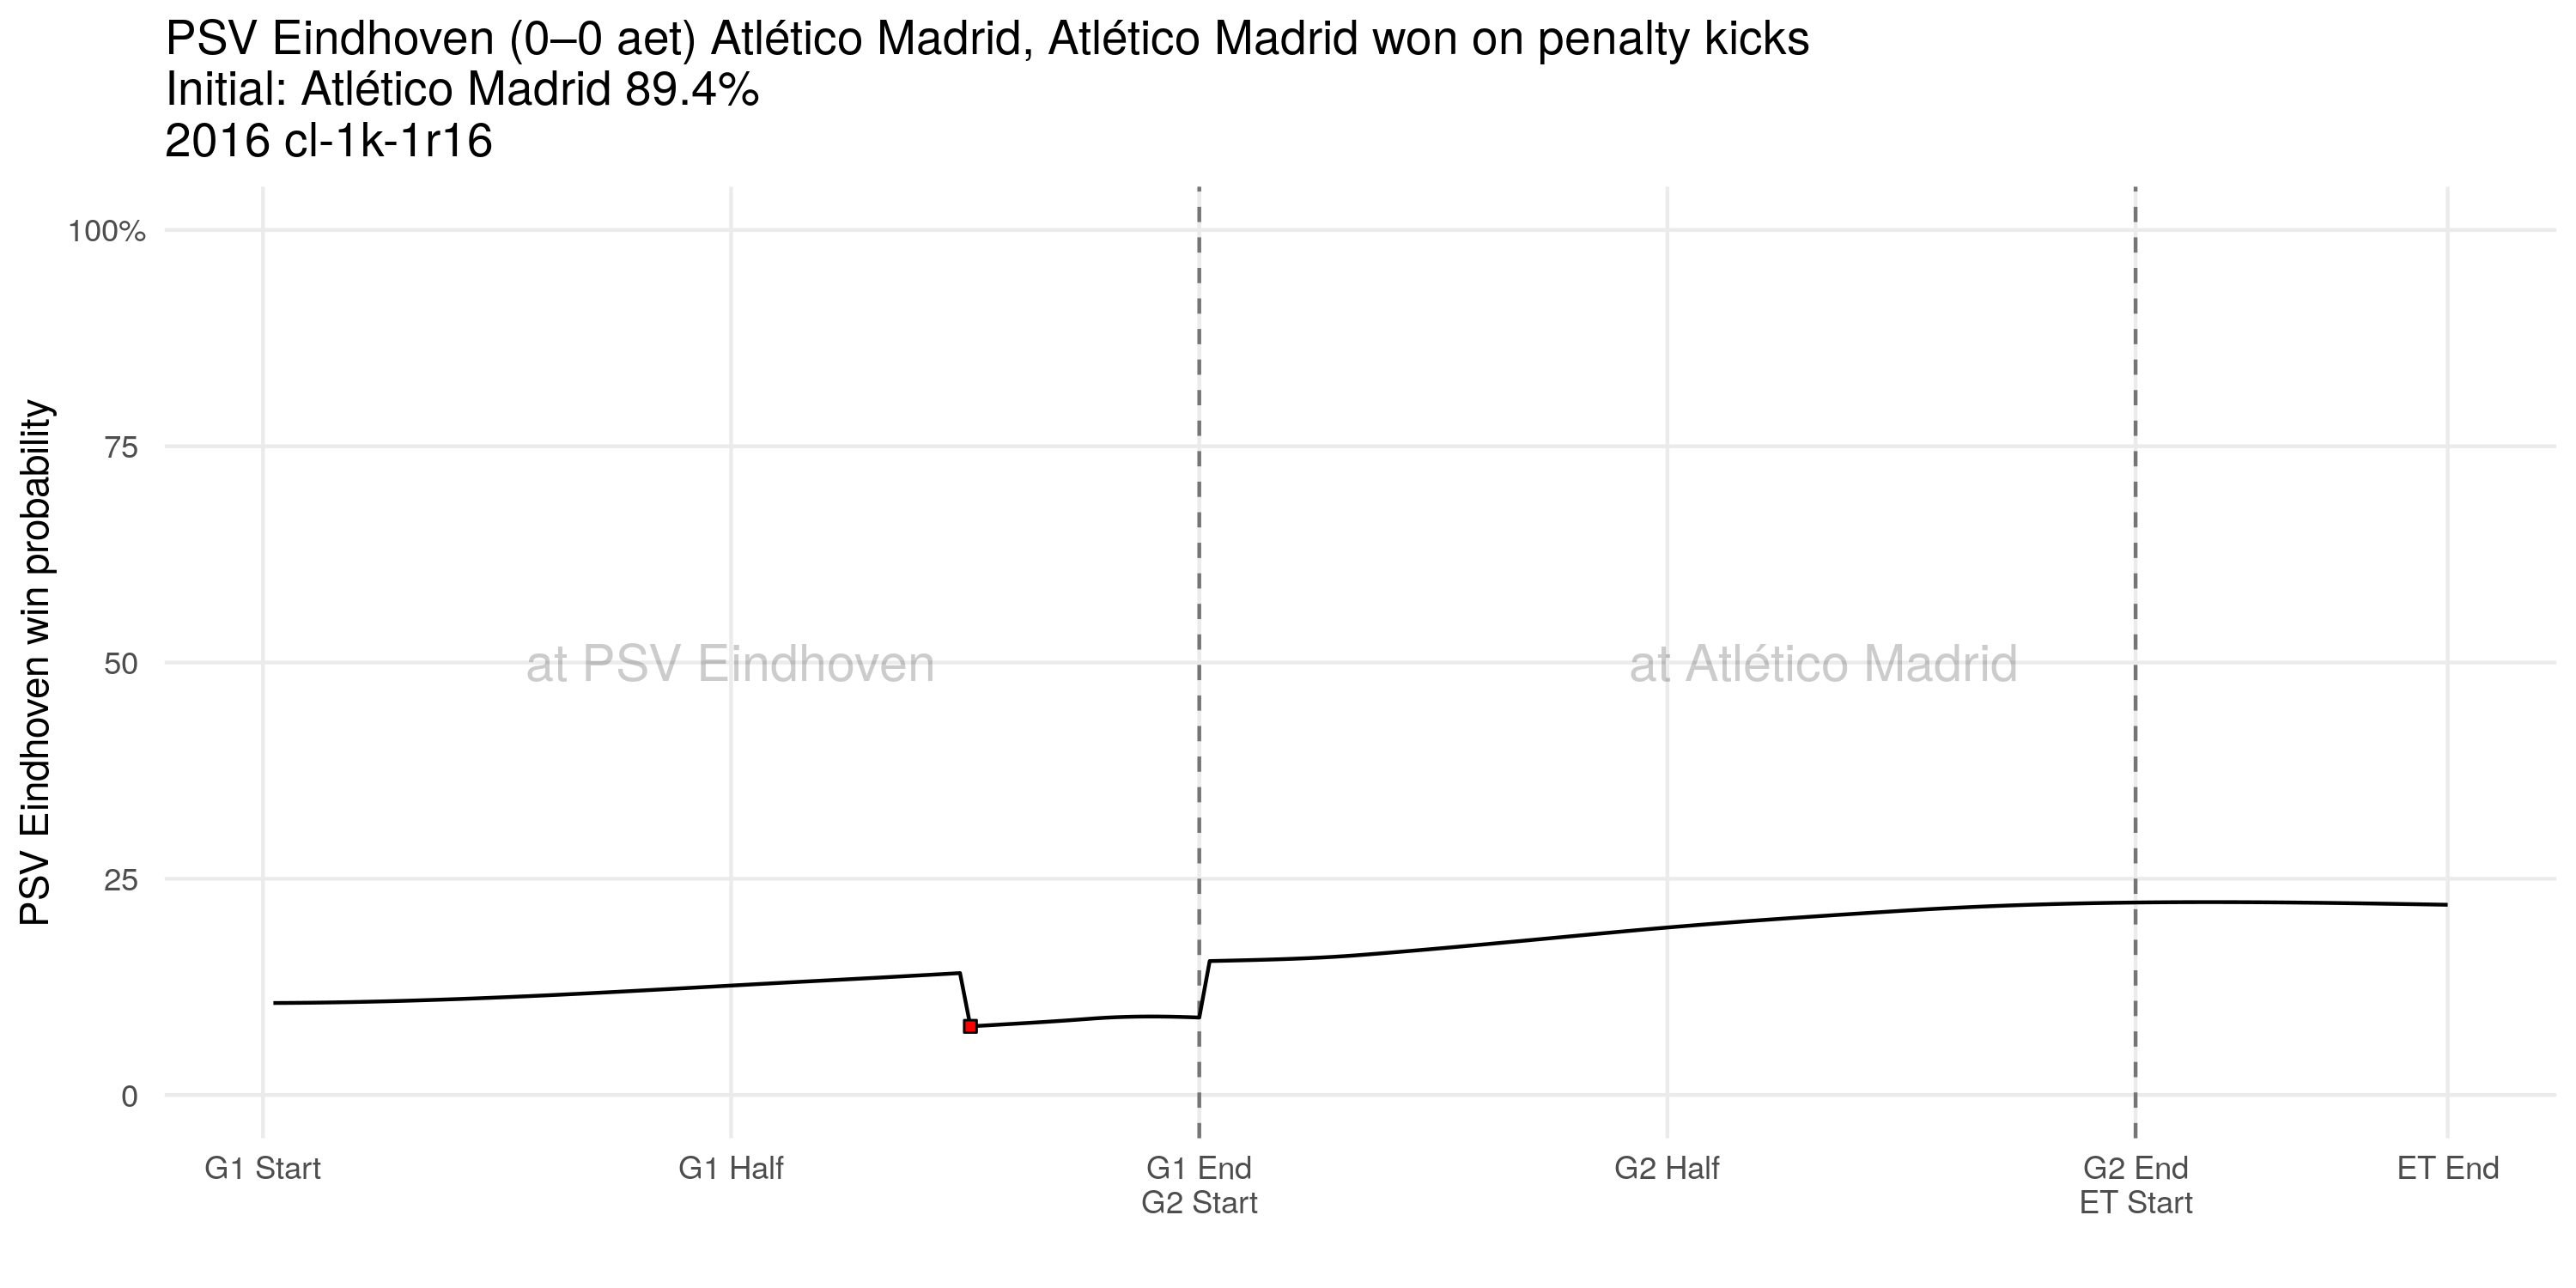 PSV Eindhoven (0–0 aet) Atlético Madrid, Atlético Madrid won on penalty kicks
Initial: Atlético Madrid 89.4%
2016 cl-1k-1r16
PSV Eindhoven win probability
100%
75
50
25
0
at PSV Eindhoven
at Atlético Madrid
G1 Start
G1 Half
G1 End
G2 Start
G2 Half
G2 End
ET Start
ET End